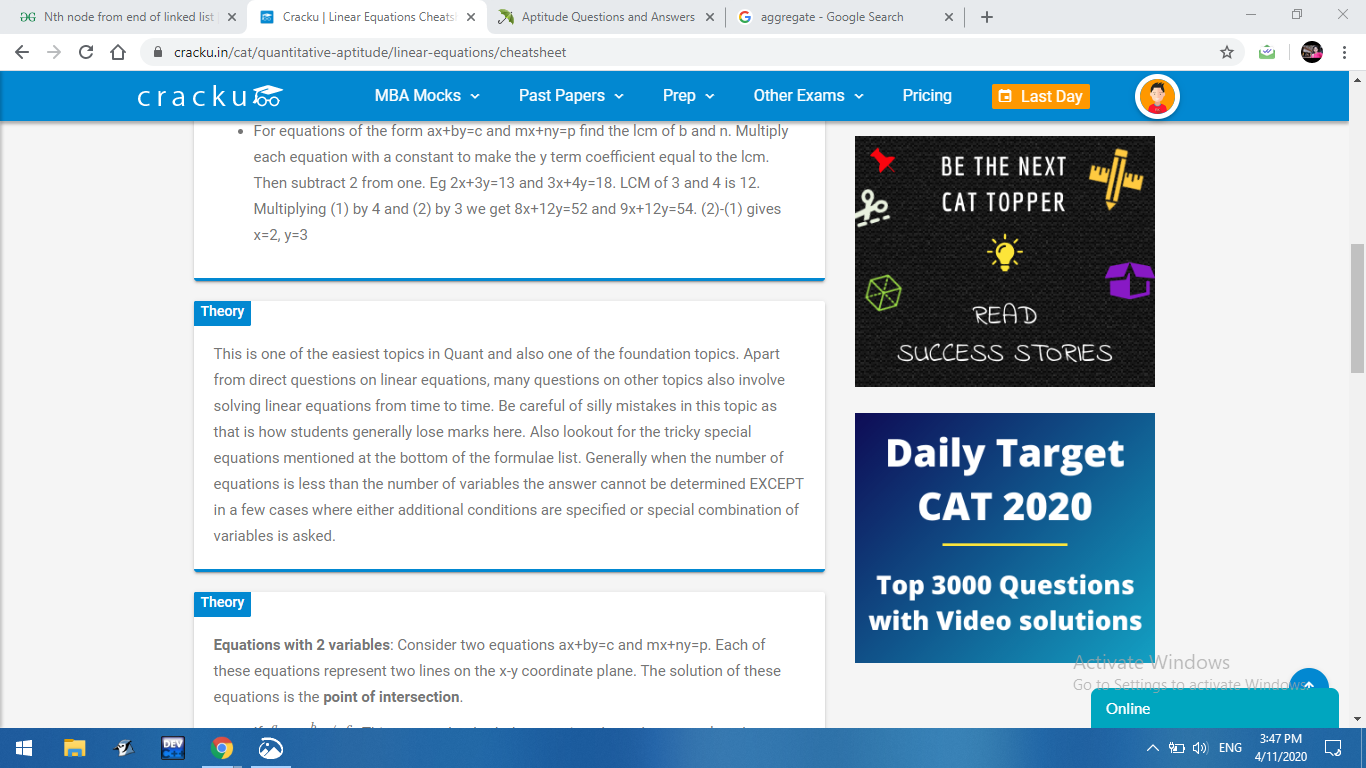 Nth node from end of linked list
Cracku | Linear Equations Cheats
Aptitude Questions and Answers
aggregate - Google Search
cracku.in/cat/quantitative-aptitude/linear-equations/cheatsheet
cracku
MBA Mocks
Past Papers
Prep
Other Exams
Pricing
Last Day
• For equations of the form ax+by=c and mx+ny=p find the lcm of b and n. Multiply
each equation with a constant to make the y term coefficient equal to the lcm.
Then subtract 2 from one. Eg 2x+3y=13 and 3x+4y=18. LCM of 3 and 4 is 12.
Multiplying (1) by 4 and (2) by 3 we get 8x+12y=52 and 9x+12y=54. (2)-(1) gives
x=2, y=3
Theory
This is one of the easiest topics in Quant and also one of the foundation topics. Apart
from direct questions on linear equations, many questions on other topics also involve
solving linear equations from time to time. Be careful of silly mistakes in this topic as
that is how students generally lose marks here. Also lookout for the tricky special
equations mentioned at the bottom of the formulae list. Generally when the number of
equations is less than the number of variables the answer cannot be determined EXCEPT
in a few cases where either additional conditions are specified or special combination of
variables is asked.
Theory
Equations with 2 variables: Consider two equations ax+by=c and mx+ny=p. Each of
these equations represent two lines on the x-y coordinate plane. The solution of these
equations is the point of intersection.
BE THE NEXT
CAT TOPPER
READ
SUCCESS STORIES
Daily Target
CAT 2020
Top 3000 Questions
with Video solutions
Activate Windows
Go to Settings to activate Windows.
Online
DEV
ENG
3:47 PM
4/11/2020